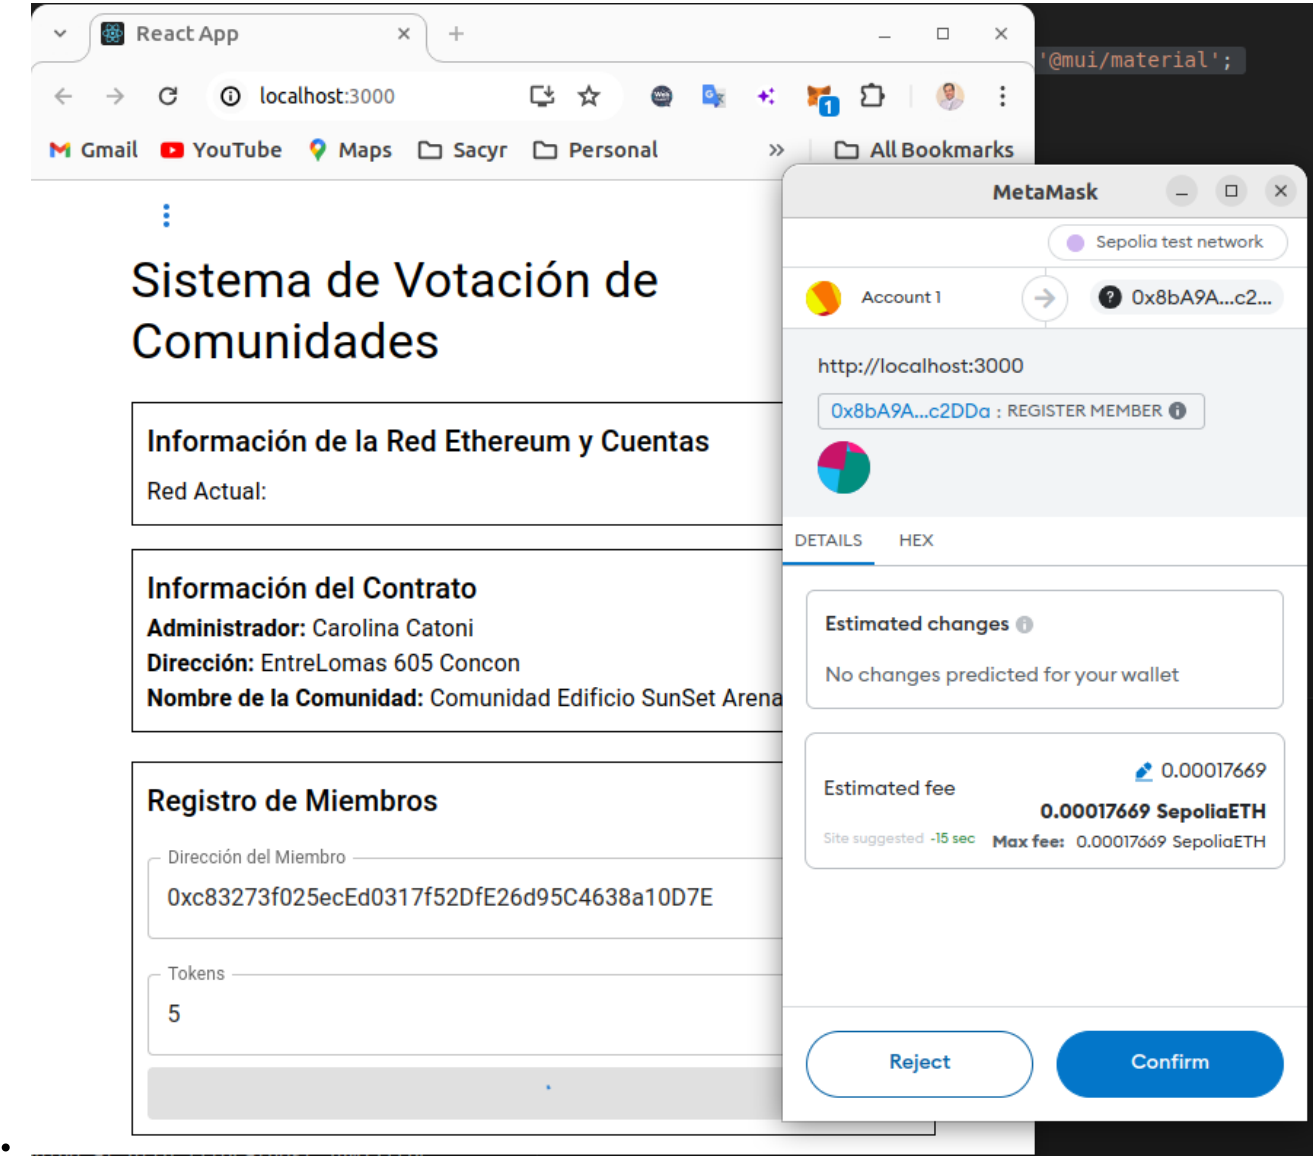 React App
'@mui/material';
localhost:3000
1
Gmail YouTube Maps Sacyr Personal » All Bookmarks
Sistema de Votación de
Comunidades
Información de la Red Ethereum y Cuentas
Red Actual:
Información del Contrato
Administrador: Carolina Catoni
Dirección: EntreLomas 605 Concon
Nombre de la Comunidad: Comunidad Edificio SunSet Arena
Registro de Miembros
Dirección del Miembro
0xc83273f025ecEd0317f52DfE26d95C4638a10D7E
Tokens
5
MetaMask
Sepolia test network
Account 1
0x8bA9A...c2...
http://localhost:3000
0x8bA9A...c2DDa : REGISTER MEMBER
DETAILS HEX
Estimated changes
No changes predicted for your wallet
Estimated fee
0.00017669
0.00017669 SepoliaETH
Site suggested ~15 sec Max fee: 0.00017669 SepoliaETH
Reject Confirm